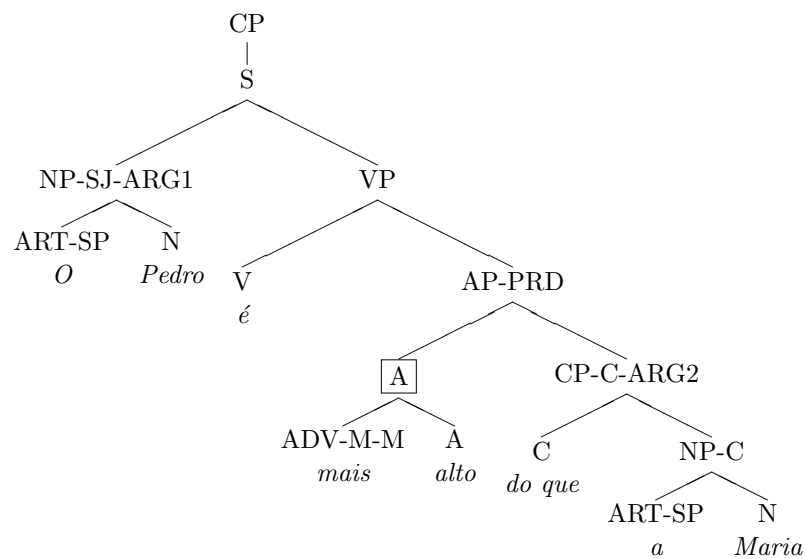 CP
S
NP-SJ-ARG1 VP
ART-SP N V AP-PRD
O Pedro é
A CP-C-ARG2
ADV-M-M A C NP-C
mais alto do que
ART-SP N
a Maria